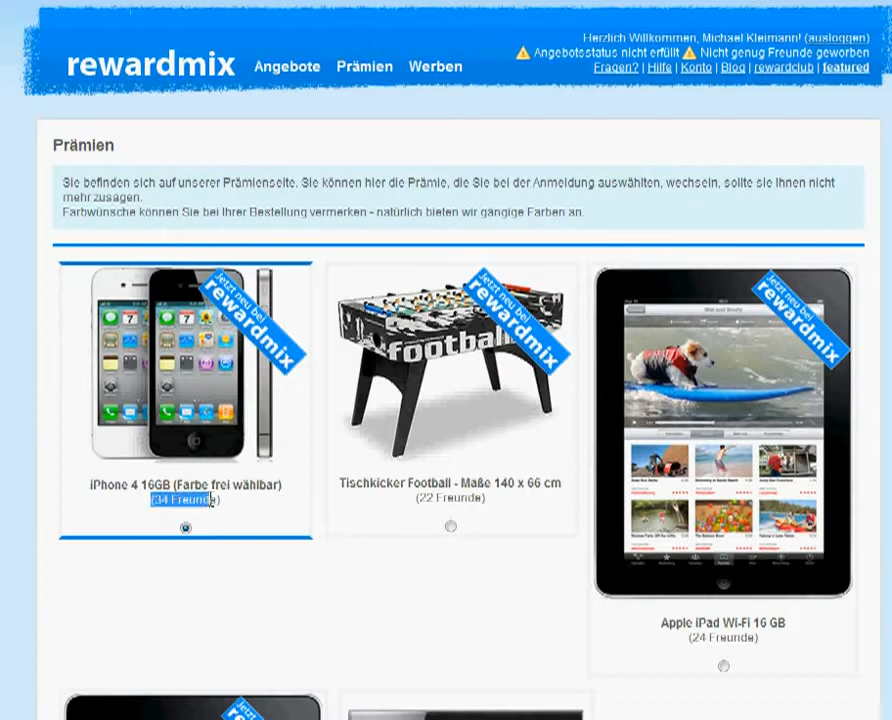 Herzlich Willkommen, Michael Kleimann! (ausloggen)
Angebotsstatus nicht erfüllt Nicht genug Freunde geworben
Fragen? | Hilfe | Konto | Blog | rewardclub | featured
rewardmix Angebote Prämien Werben
Prämien
Sie befinden sich auf unserer Prämienseite. Sie können hier die Prämie, die Sie bei der Anmeldung auswählten, wechseln, sollte sie Ihnen nicht
mehr zusagen.
Farbwünsche können Sie bei Ihrer Bestellung vermerken - natürlich bieten wir gängige Farben an.
Jetzt neu bei
rewardmix
Jetzt neu bei
rewardmix
Jetzt neu bei
rewardmix
football
iPhone 4 16GB (Farbe frei wählbar)
(34 Freunde)
Tischkicker Football - Maße 140 x 66 cm
(22 Freunde)
Apple iPad Wi-Fi 16 GB
(24 Freunde)